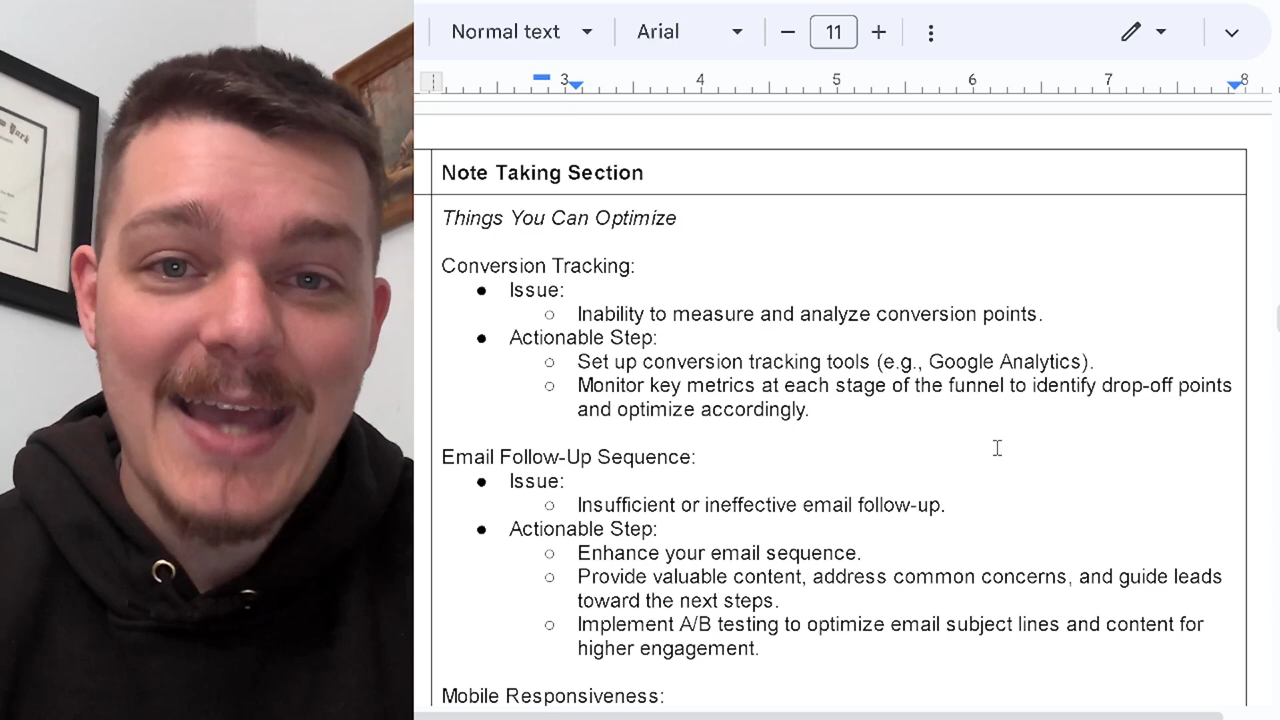 w York
Normal text
Arial
11
3
4
5
6
7
8
Note Taking Section
Things You Can Optimize
Conversion Tracking:
● Issue:
○ Inability to measure and analyze conversion points.
● Actionable Step:
○ Set up conversion tracking tools (e.g., Google Analytics).
○ Monitor key metrics at each stage of the funnel to identify drop-off points
and optimize accordingly.
Email Follow-Up Sequence:
● Issue:
○ Insufficient or ineffective email follow-up.
● Actionable Step:
○ Enhance your email sequence.
○ Provide valuable content, address common concerns, and guide leads
toward the next steps.
○ Implement A/B testing to optimize email subject lines and content for
higher engagement.
Mobile Responsiveness: